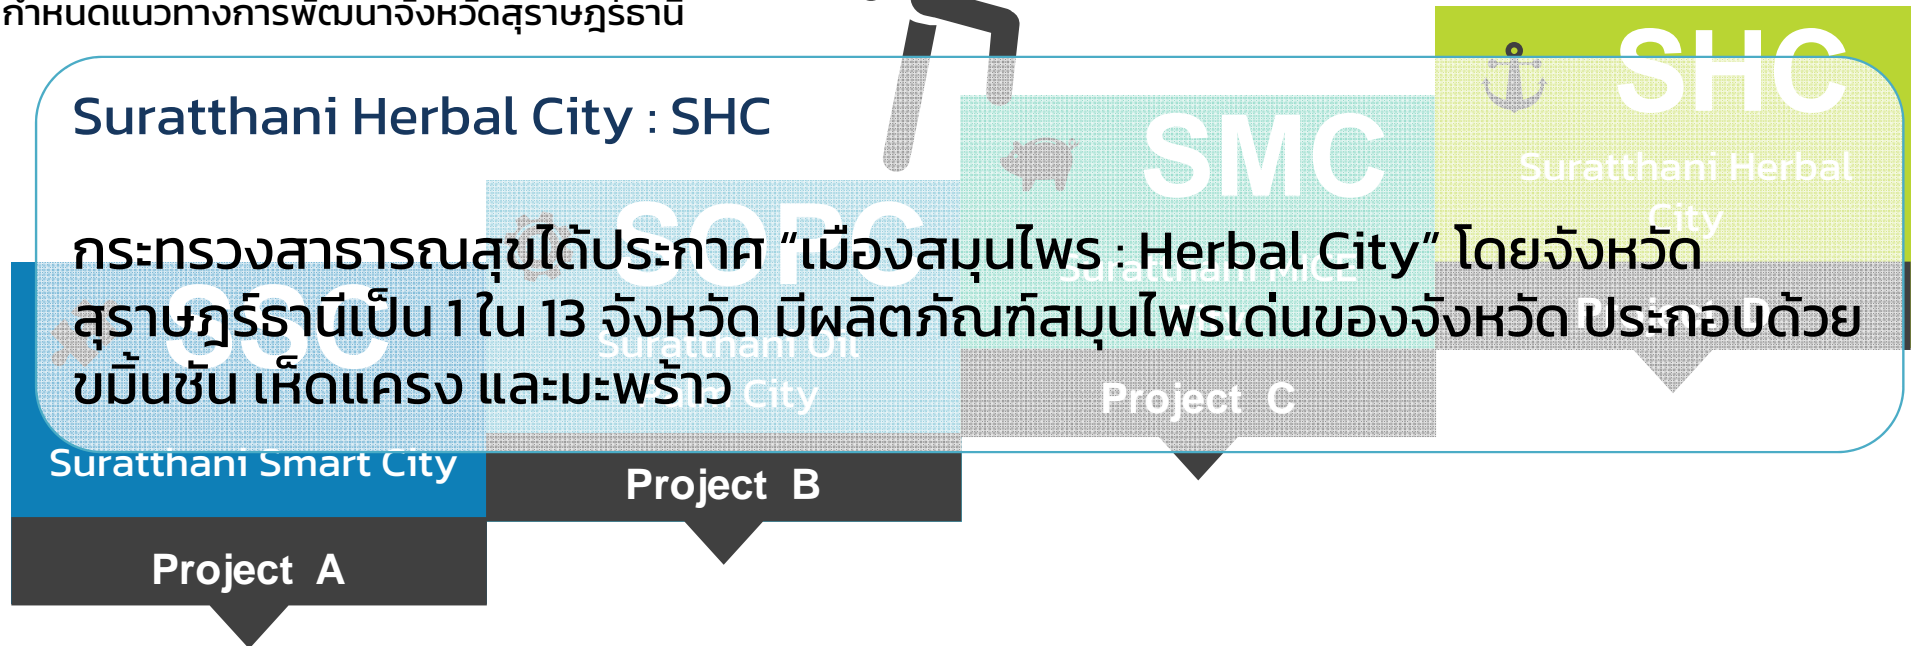 กำหนดแนวทางการพัฒนาจังหวัดสุราษฎร์ธานี
Suratthani Herbal City : SHC
กระทรวงสาธารณสุขได้ประกาศ “เมืองสมุนไพร : Herbal City” โดยจังหวัด
สุราษฎร์ธานีเป็น 1 ใน 13 จังหวัด มีผลิตภัณฑ์สมุนไพรเด่นของจังหวัด ประกอบด้วย
ขมิ้นชัน เห็ดแครง และมะพร้าว
SSC
Suratthani Smart City
Project A
SOPC
Suratthani Oil
Palm City
Project B
SMC
Suratthani MICE
Project C
SHC
Suratthani Herbal
City
Project D